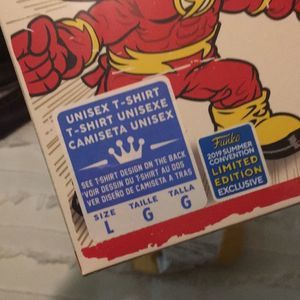 UNISEX T-SHIRT
T-SHIRT UNISEXE
CAMISETA UNISEX
SEE T-SHIRT DESIGN ON THE BACK
VOIR DESSIN DU T-SHIRT AU DOS
VER DISEÑO DE CAMISETA A TRAS
SIZE TAILLE TALLA
L G G
Funko
2019 SUMMER
CONVENTION
LIMITED
EDITION
EXCLUSIVE